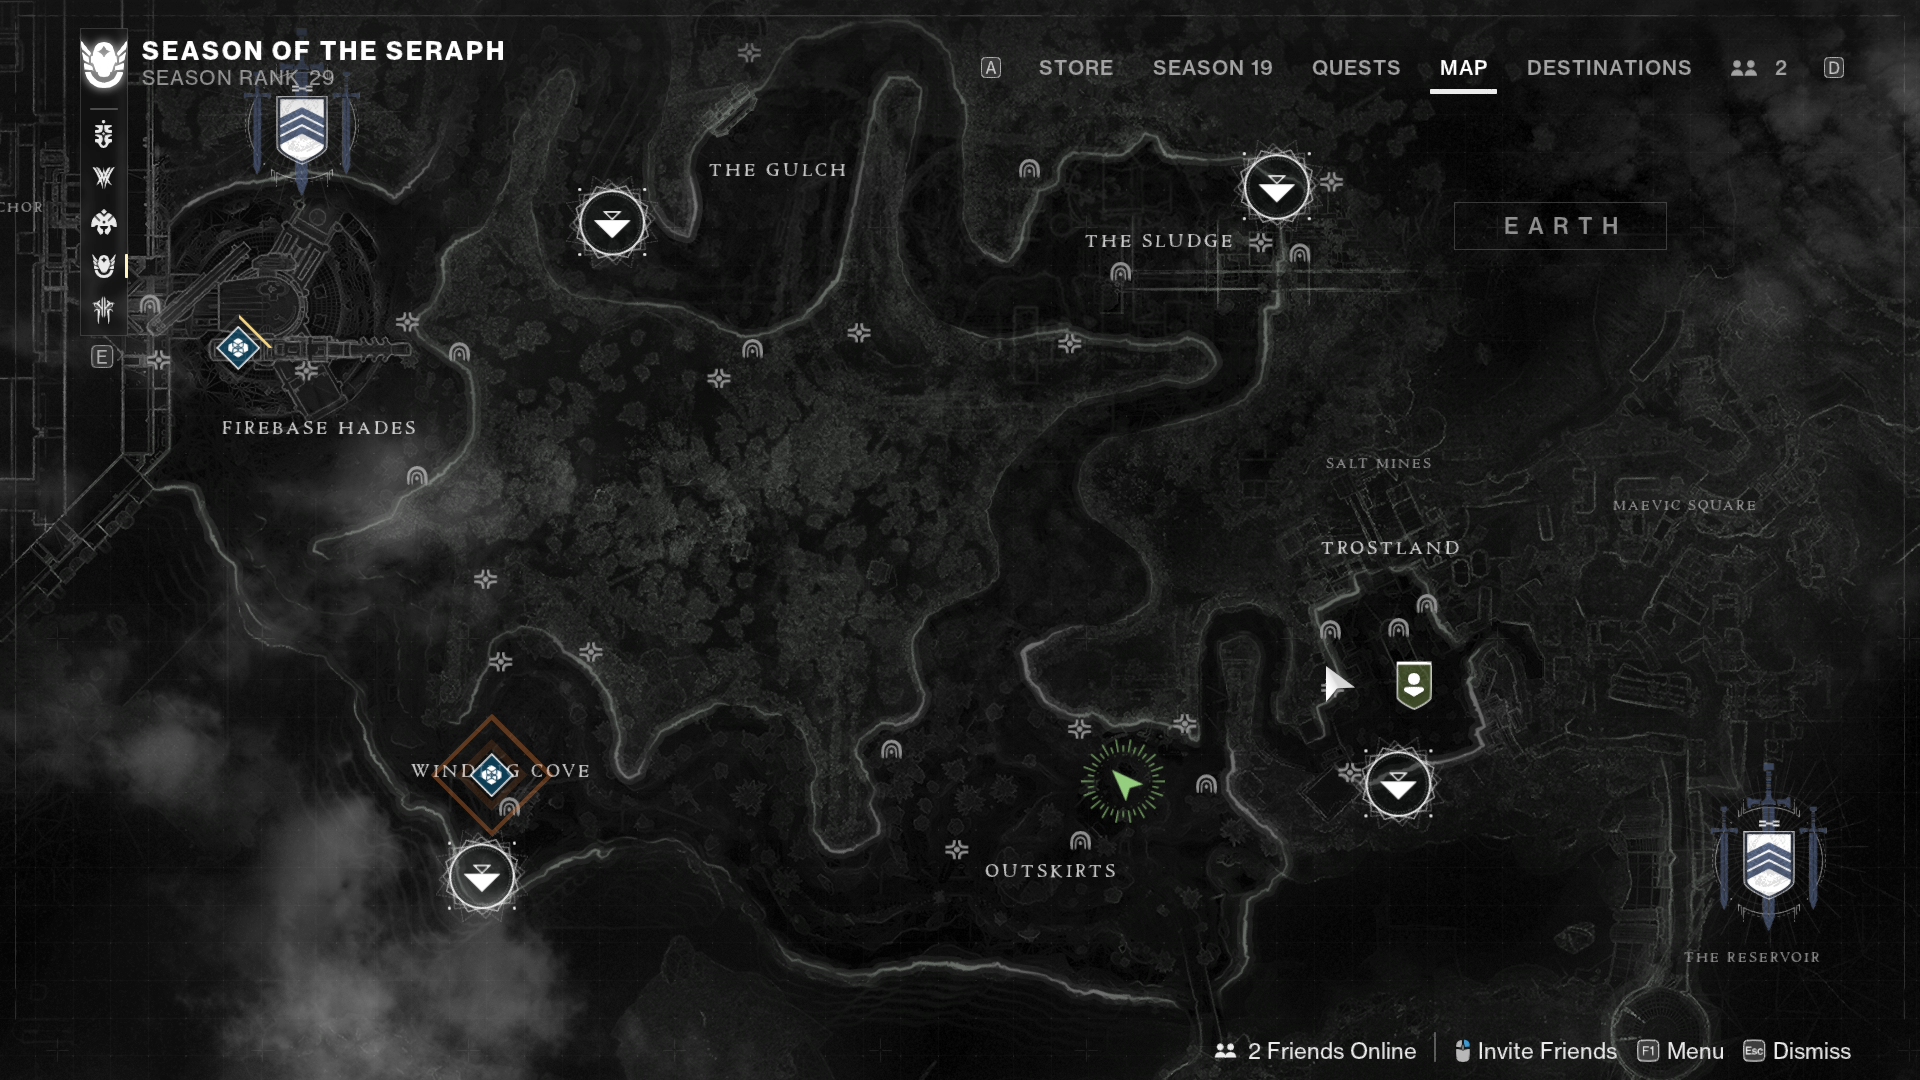 SEASON OF THE SERAPH
SEASON RANK 29
A STORE SEASON 19 QUESTS MAP DESTINATIONS 2 D
THE GULCH
CHOR
EARTH
THE SLUDGE
E
FIREBASE HADES
SALT MINES
MAEVIC SQUARE
TROSTLAND
WINDING COVE
OUTSKIRTS
THE RESERVOIR
2 Friends Online Invite Friends F1 Menu Esc Dismiss